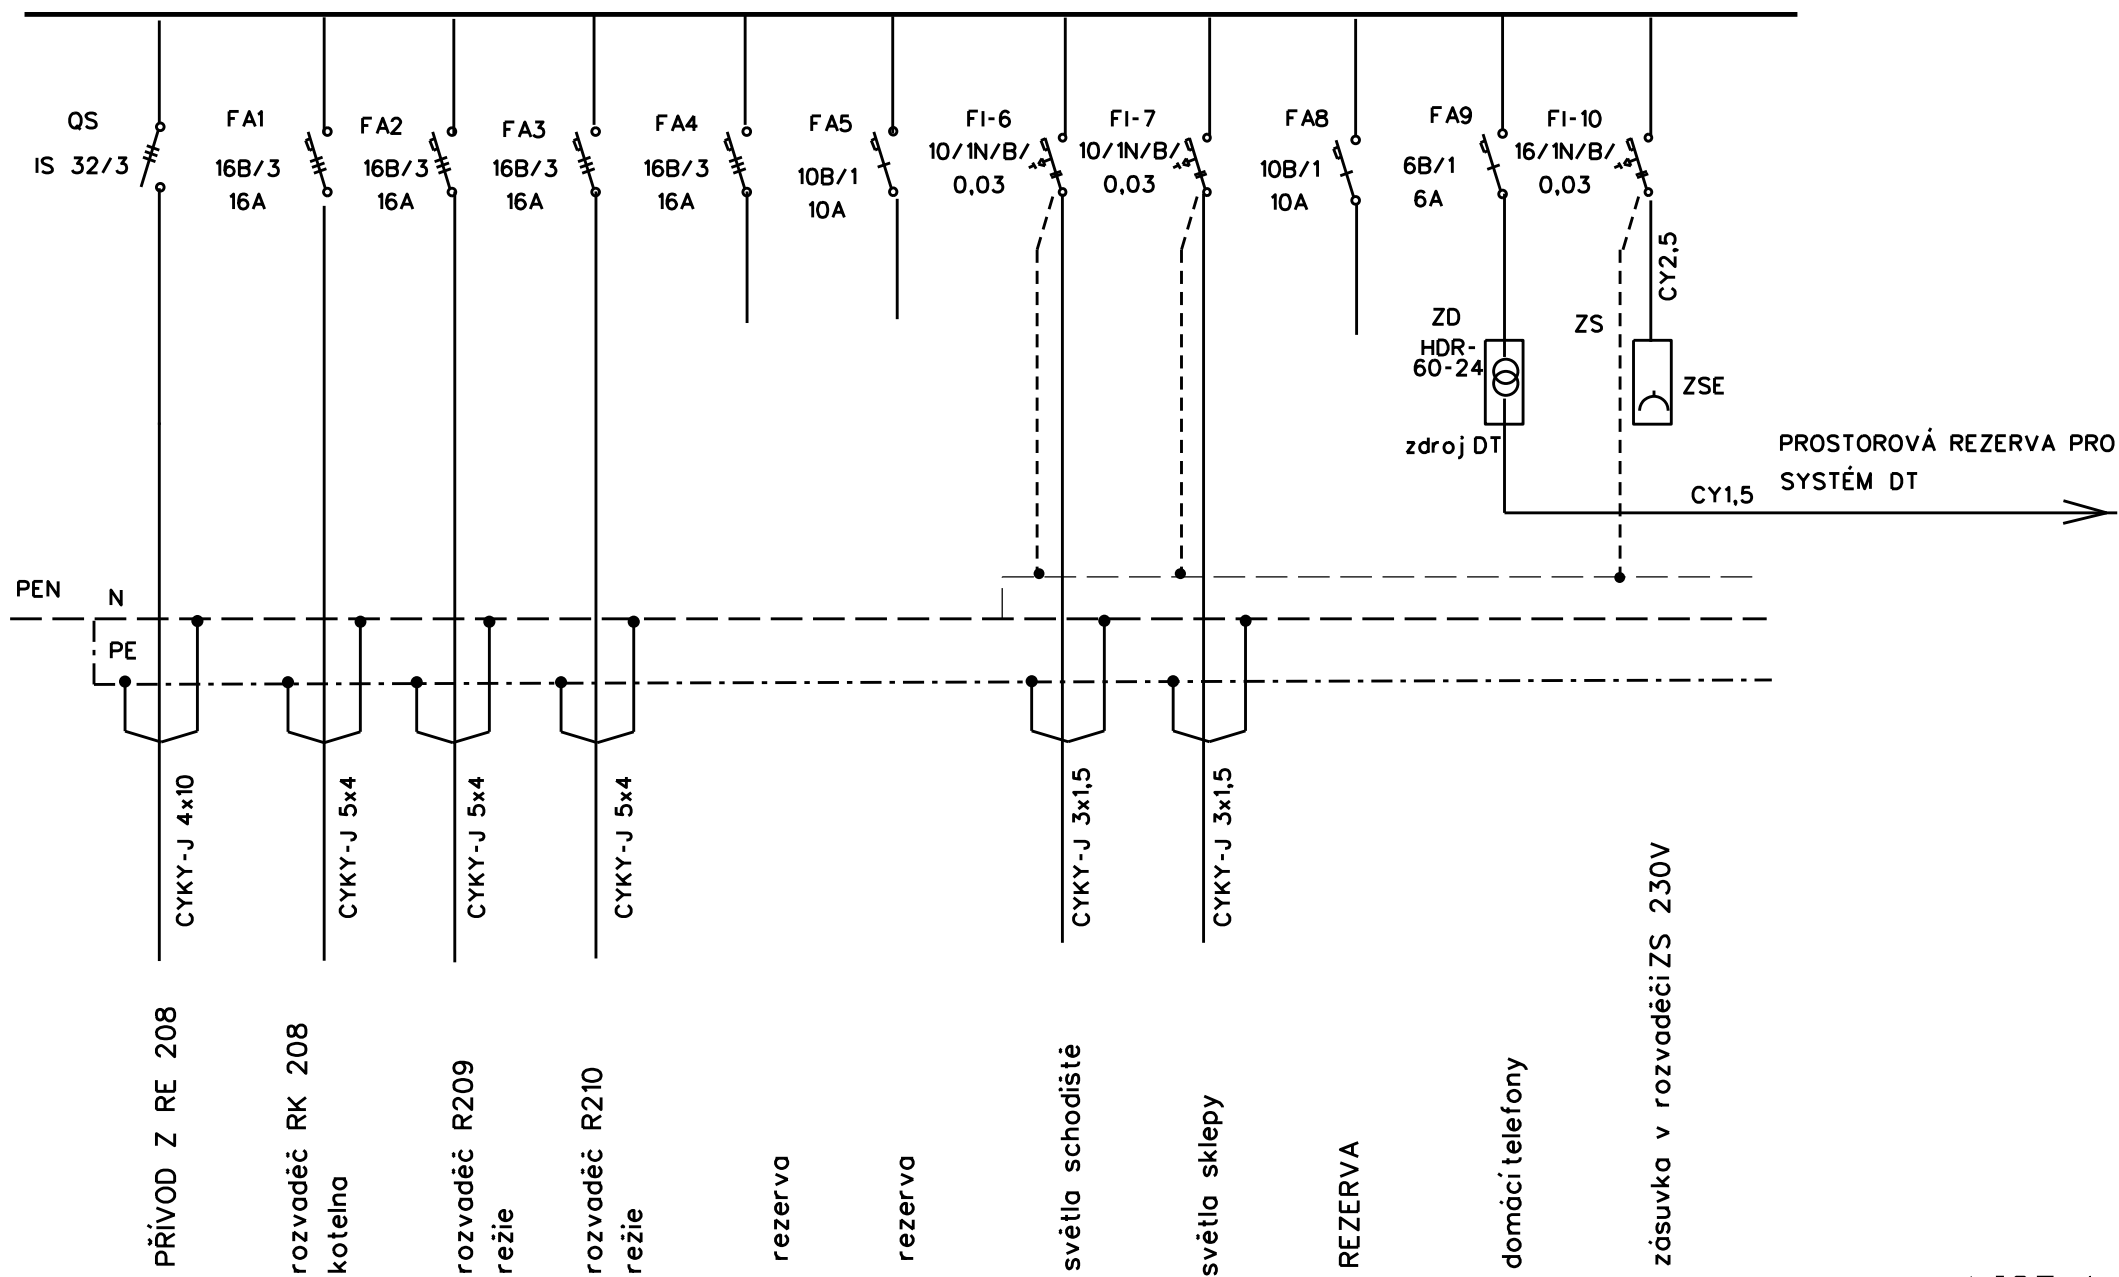 QS
IS 32/3
FA1
16B/3
16A
FA2
16B/3
16A
FA3
16B/3
16A
FA4
16B/3
16A
FA5
10B/1
10A
FI-6
10/1N/B/
0,03
FI-7
10/1N/B/
0,03
FA8
10B/1
10A
FA9
6B/1
6A
FI-10
16/1N/B/
0,03
CY2,5
ZD
HDR-
60-24
zdroj DT
ZS
ZSE
PROSTOROVÁ REZERVA PRO
SYSTÉM DT
CY1,5
PEN
N
PE
CYKY-J 4x10
CYKY-J 5x4
CYKY-J 5x4
CYKY-J 5x4
CYKY-J 3x1,5
CYKY-J 3x1,5
PŘÍVOD Z RE 208
rozvaděč RK 208
kotelna
rozvaděč R209
režie
rozvaděč R210
režie
rezerva
rezerva
světla schodiště
světla sklepy
REZERVA
domácí telefony
zásuvka v rozvaděči ZS 230V